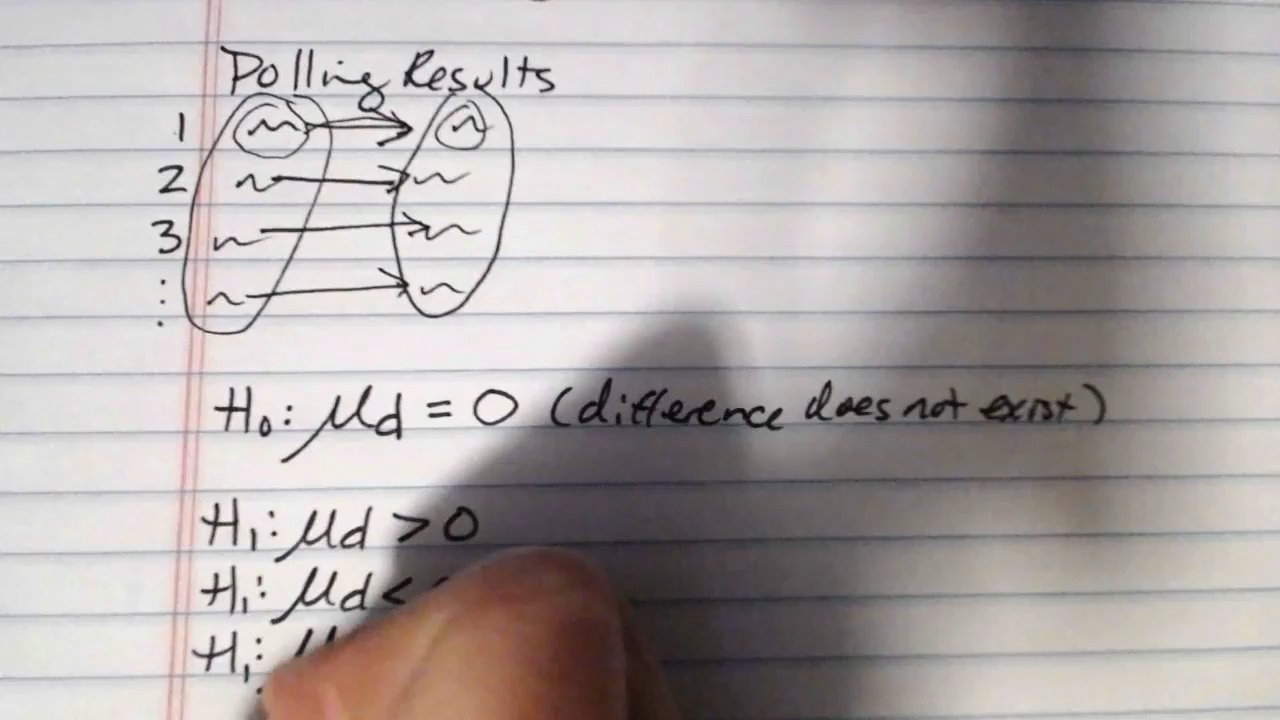 Polling Results
1
2
3
:
H₀: μd = 0 (difference does not exist)
H₁: μd > 0
H₁: μd <
H₁: